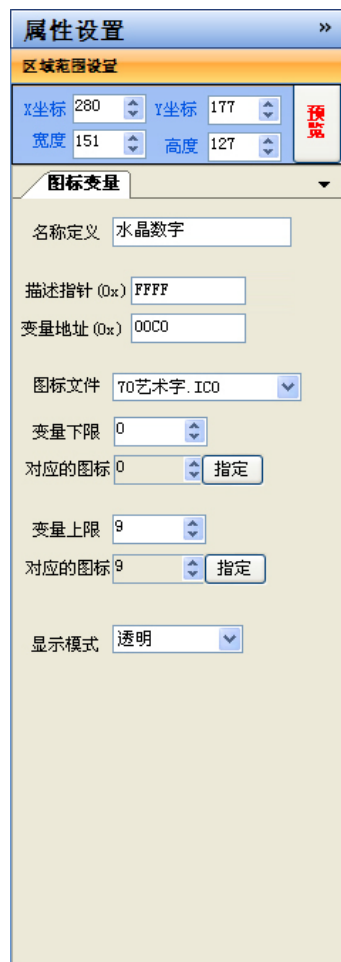 属性设置 »
区域范围设置
X坐标 280 Y坐标 177 预览
宽度 151 高度 127
图标变量
名称定义 水晶数字
描述指针(0x) FFFF
变量地址(0x) 00C0
图标文件 70艺术字.ICO
变量下限 0
对应的图标 0 指定
变量上限 9
对应的图标 9 指定
显示模式 透明